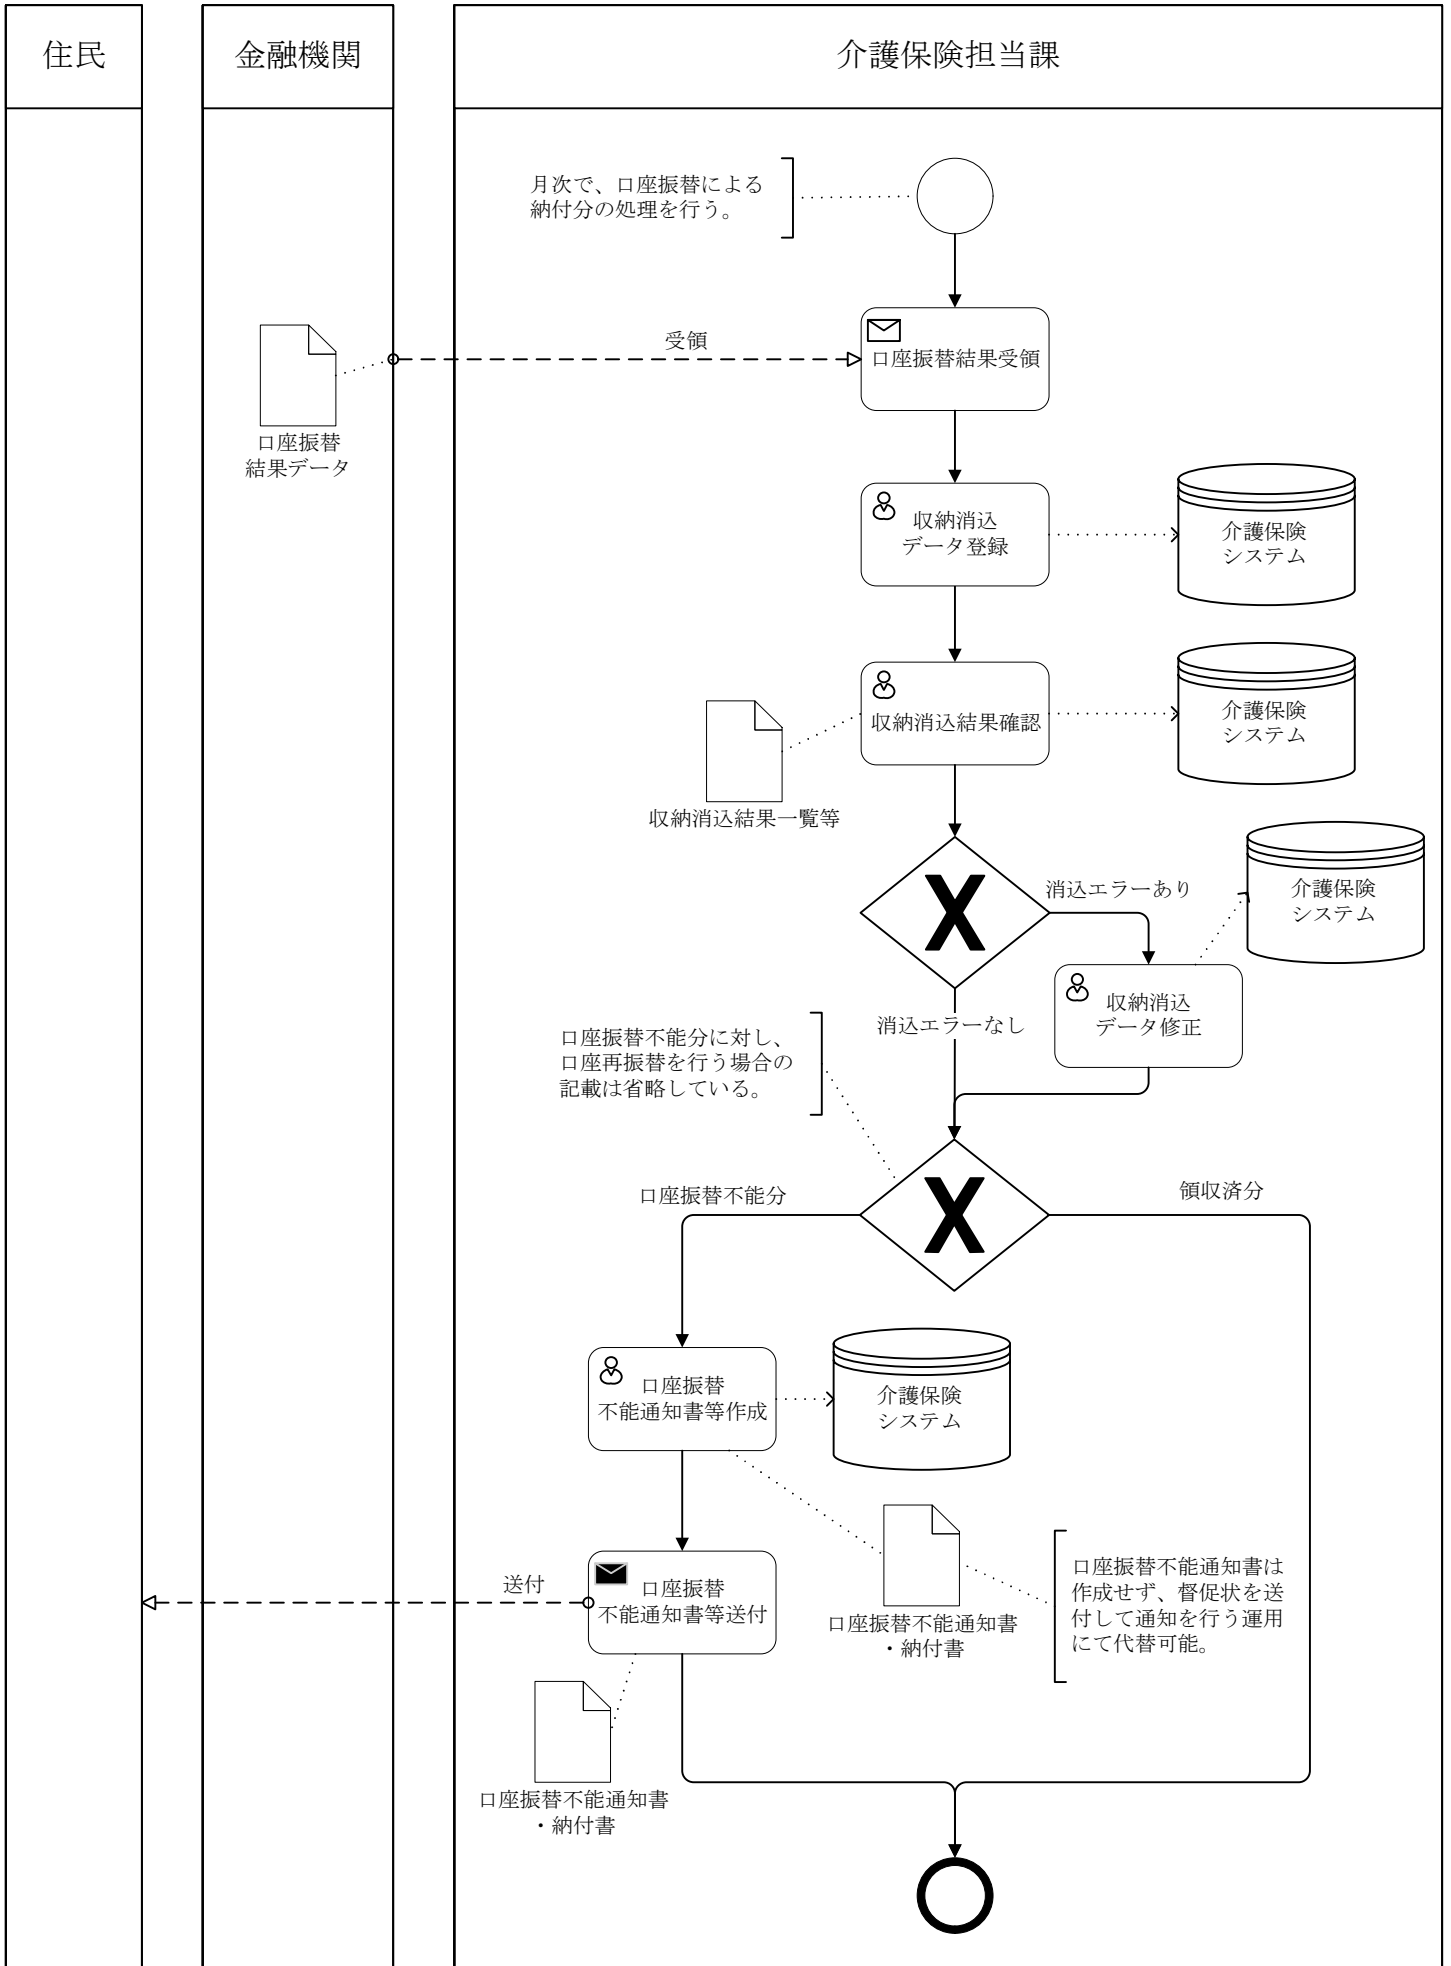 住民
金融機関
介護保険担当課
月次で、口座振替による
納付分の処理を行う。
受領
口座振替結果受領
口座振替
結果データ
収納消込
データ登録
介護保険
システム
収納消込結果確認
介護保険
システム
収納消込結果一覧等
消込エラーあり
介護保険
システム
収納消込
データ修正
消込エラーなし
口座振替不能分に対し、
口座再振替を行う場合の
記載は省略している。
口座振替不能分
領収済分
口座振替
不能通知書等作成
介護保険
システム
口座振替不能通知書
・納付書
口座振替不能通知書は
作成せず、督促状を送
付して通知を行う運用
にて代替可能。
送付
口座振替
不能通知書等送付
口座振替不能通知書
・納付書